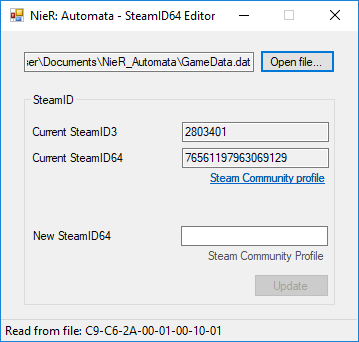 NieR: Automata - SteamID64 Editor
ser\Documents\NieR_Automata\GameData.dat
Open file...
SteamID
Current SteamID3
2803401
Current SteamID64
76561197963069129
Steam Community profile
New SteamID64
Steam Community Profile
Update
Read from file: C9-C6-2A-00-01-00-10-01